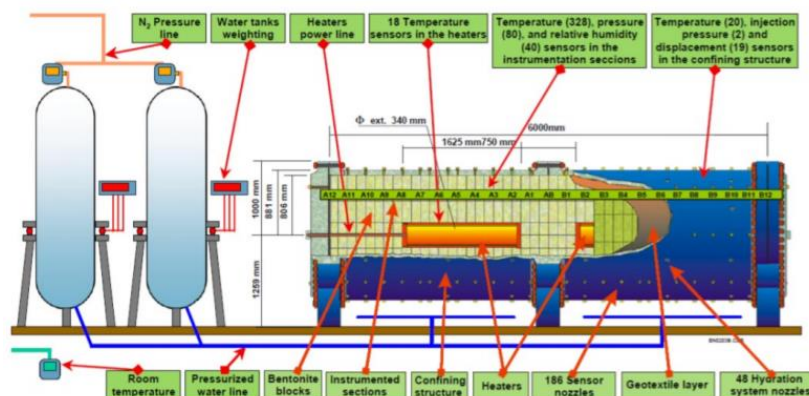 N₂ Pressure
line
Water tanks
weighting
Heaters
power line
18 Temperature
sensors in the heaters
Temperature (328), pressure
(80), and relative humidity
(40) sensors in the
instrumentation seccions
Temperature (20), injection
pressure (2) and
displacement (19) sensors
in the confining structure
Φ ext. 340 mm
6000mm
1625 mm750 mm
1000 mm
881 mm
806 mm
1259 mm
A12 A11 A10 A9 A8 A7 A6 A5 A4 A3 A2 A1 AB B1 B2 B3 B4 B5 B6 B7 B8 B9 B10 B11 B12
Room
temperature
Pressurized
water line
Bentonite
blocks
Instrumented
sections
Confining
structure
Heaters
186 Sensor
nozzles
Geotextile layer
48 Hydration
system nozzles